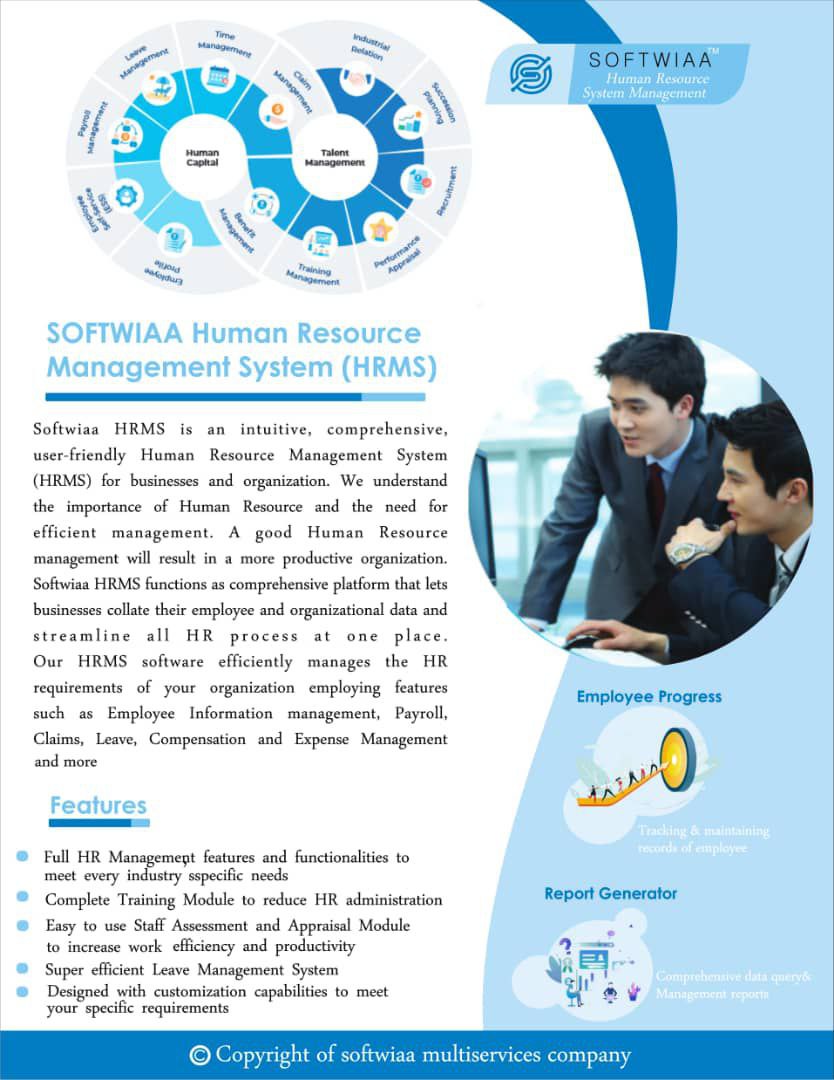 Leave
Management
Time
Management
Claim
Management
Industrial
Relation
Succession
planning
Payroll
Management
Human
Capital
Talent
Management
Recruitment
Employee
Self-Service
(ESS)
Employee
Profile
Benefit
Management
Training
Management
Performance
Appraisal
SOFTWIAA™
Human Resource
System Management
SOFTWIAA Human Resource
Management System (HRMS)
Softwiaa HRMS is an intuitive, comprehensive,
user-friendly Human Resource Management System
(HRMS) for businesses and organization. We understand
the importance of Human Resource and the need for
efficient management. A good Human Resource
management will result in a more productive organization.
Softwiaa HRMS functions as comprehensive platform that lets
businesses collate their employee and organizational data and
streamline all HR process at one place.
Our HRMS software efficiently manages the HR
requirements of your organization employing features
such as Employee Information management, Payroll,
Claims, Leave, Compensation and Expense Management
and more
Features
Full HR Management features and functionalities to
meet every industry sspecific needs
Complete Training Module to reduce HR administration
Easy to use Staff Assessment and Appraisal Module
to increase work efficiency and productivity
Super efficient Leave Management System
Designed with customization capabilities to meet
your specific requirements
Employee Progress
Tracking & maintaining
records of employee
Report Generator
Comprehensive data query&
Management reports
© Copyright of softwiaa multiservices company